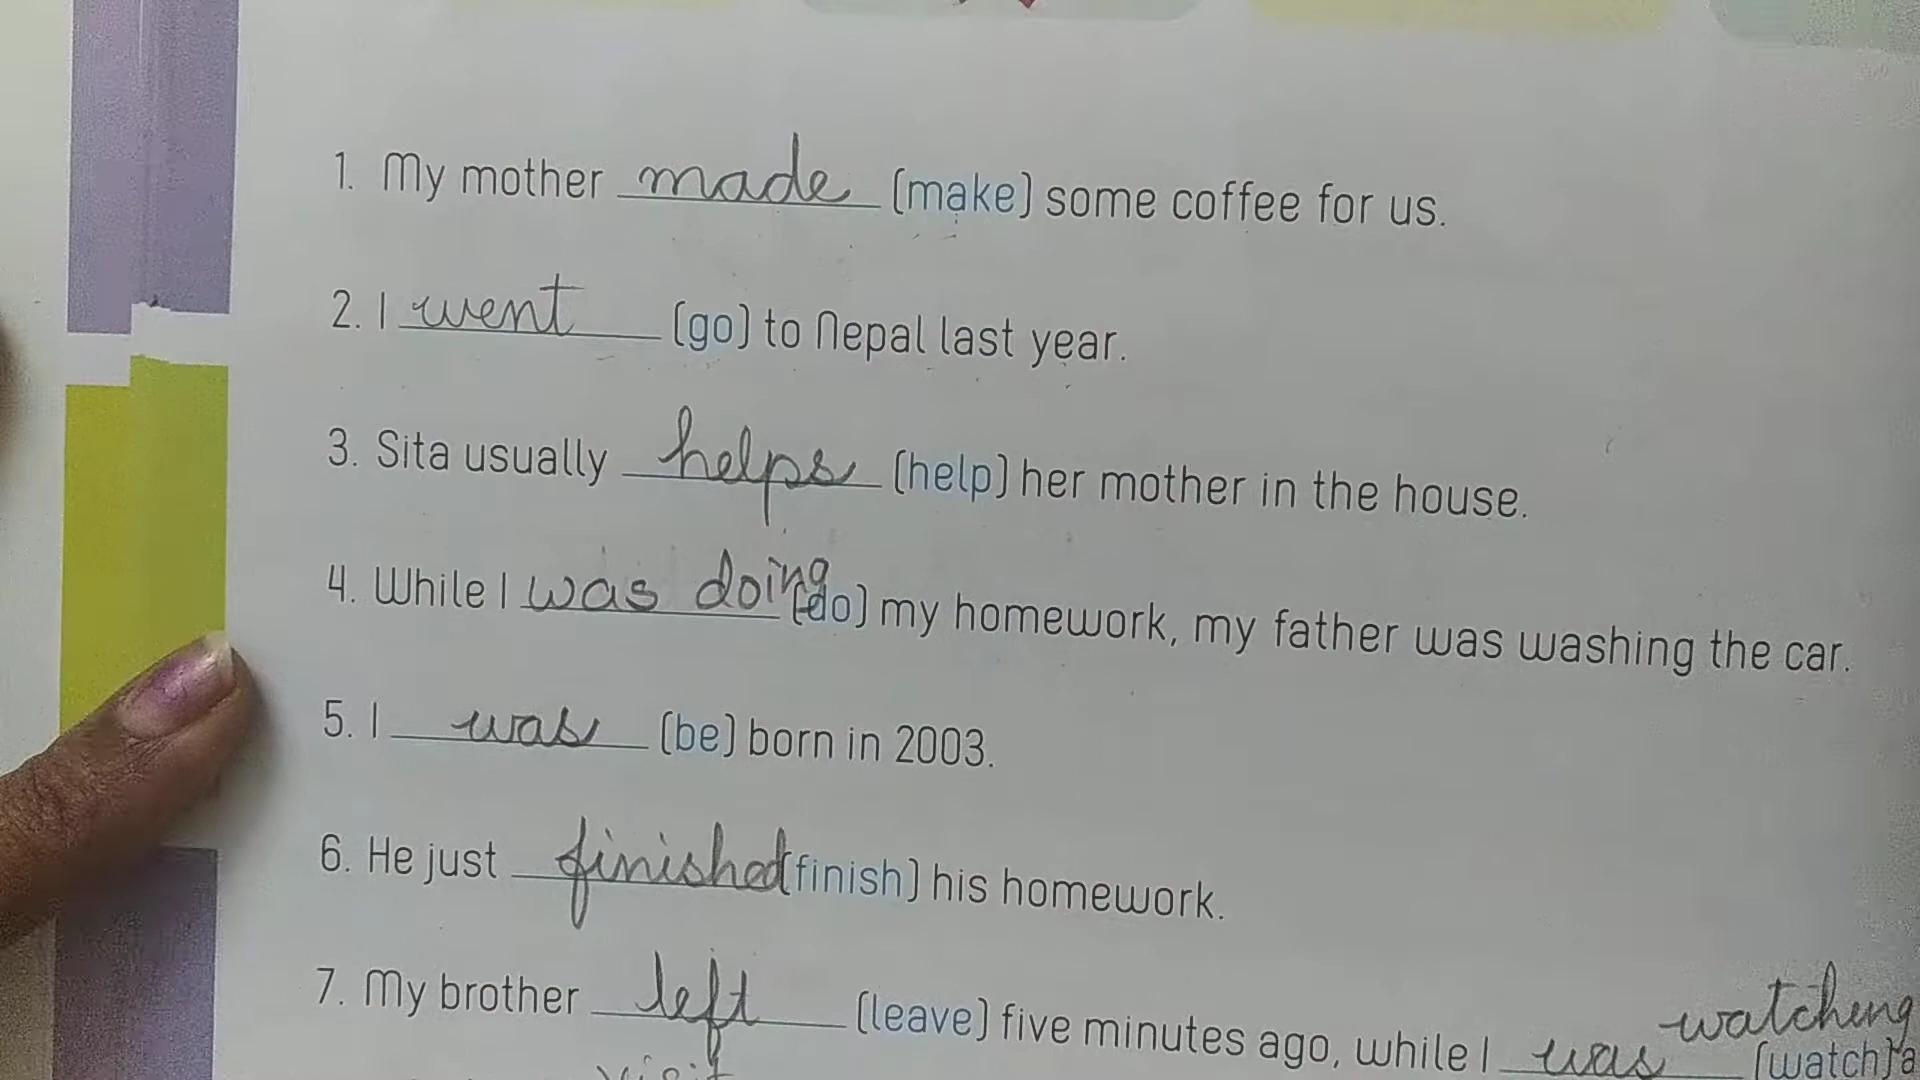 1. My mother made (make) some coffee for us.
2. I went (go) to Nepal last year.
3. Sita usually helps (help) her mother in the house.
4. While I was doing (do) my homework, my father was washing the car.
5. I was (be) born in 2003.
6. He just finished (finish) his homework.
7. My brother left (leave) five minutes ago, while I was watching (watch) a
visit